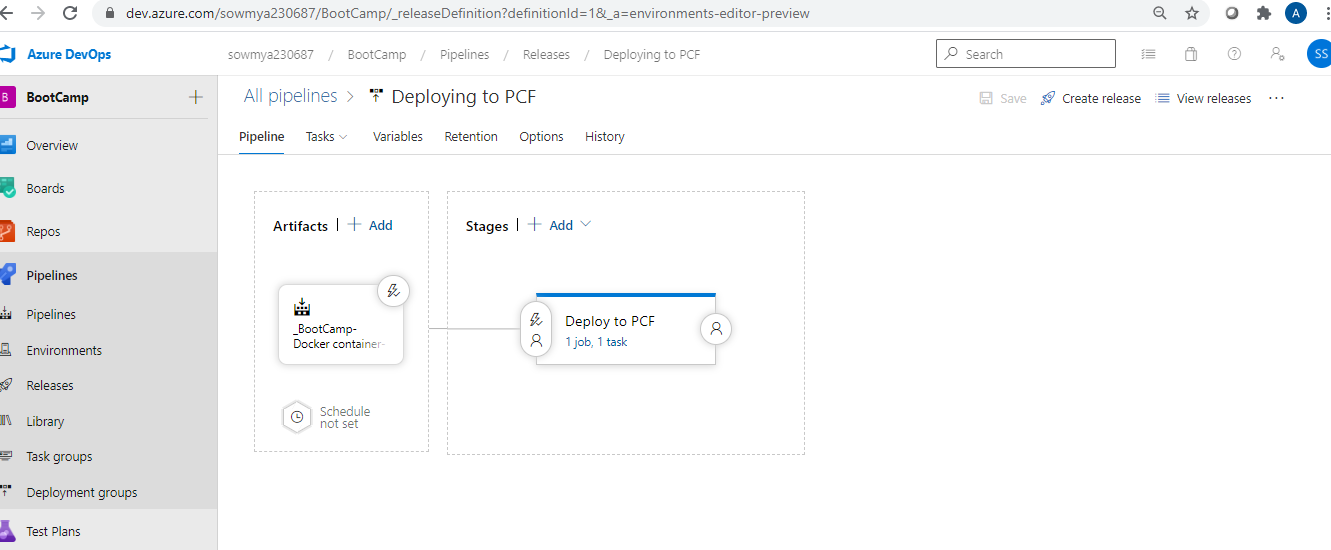 dev.azure.com/sowmya230687/BootCamp/_releaseDefinition?definitionId=1&_a=environments-editor-preview
A
Azure DevOps
sowmya230687 / BootCamp / Pipelines / Releases / Deploying to PCF
Search
SS
B BootCamp
All pipelines > Deploying to PCF
Save Create release View releases ...
Pipeline Tasks Variables Retention Options History
Overview
Boards
Repos
Pipelines
Pipelines
Environments
Releases
Library
Task groups
Deployment groups
Test Plans
Artifacts | + Add
_BootCamp-
Docker container-
Schedule
not set
Stages | + Add
Deploy to PCF
1 job, 1 task